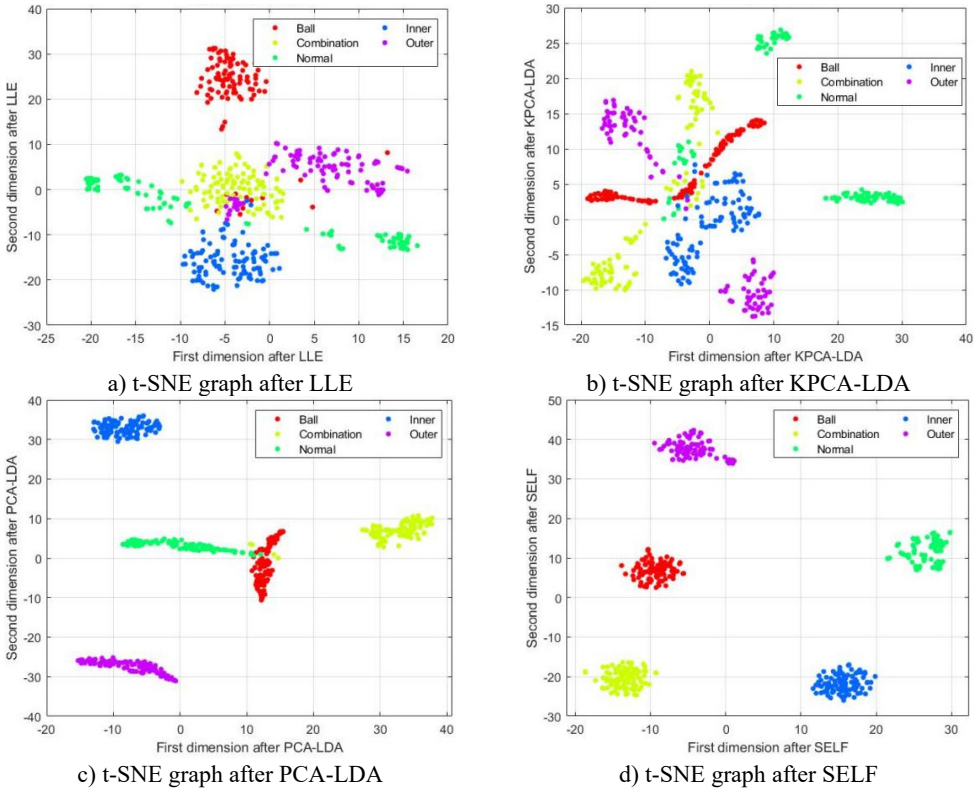 Ball Inner
Combination Outer
Normal
Second dimension after LLE
40
30
20
10
0
-10
-20
-30
-25 -20 -15 -10 -5 0 5 10 15 20
First dimension after LLE
a) t-SNE graph after LLE
Ball Inner
Combination Outer
Normal
Second dimension after KPCA-LDA
30
25
20
15
10
5
0
-5
-10
-15
-20 -10 0 10 20 30 40
First dimension after KPCA-LDA
b) t-SNE graph after KPCA-LDA
Ball Inner
Combination Outer
Normal
Second dimension after PCA-LDA
40
30
20
10
0
-10
-20
-30
-40
-20 -10 0 10 20 30 40
First dimension after PCA-LDA
c) t-SNE graph after PCA-LDA
Ball Inner
Combination Outer
Normal
Second dimension after SELF
50
40
30
20
10
0
-10
-20
-30
-20 -10 0 10 20 30
First dimension after SELF
d) t-SNE graph after SELF